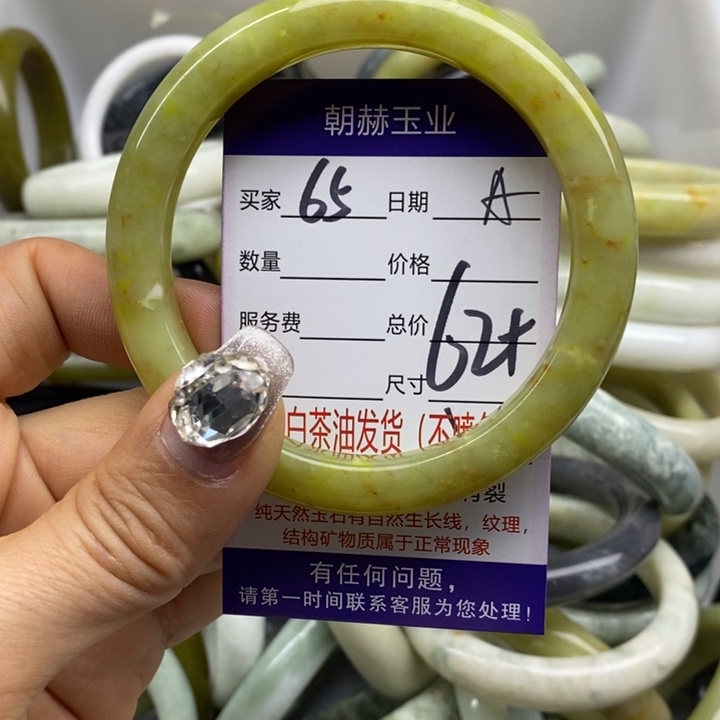 朝赫玉业
买家 65 日期 A
数量 价格
服务费 总价
尺寸 62+
白茶油发货（不
裂
纯天然玉石有自然生长线，纹理，
结构矿物质属于正常现象
有任何问题，
请第一时间联系客服为您处理！